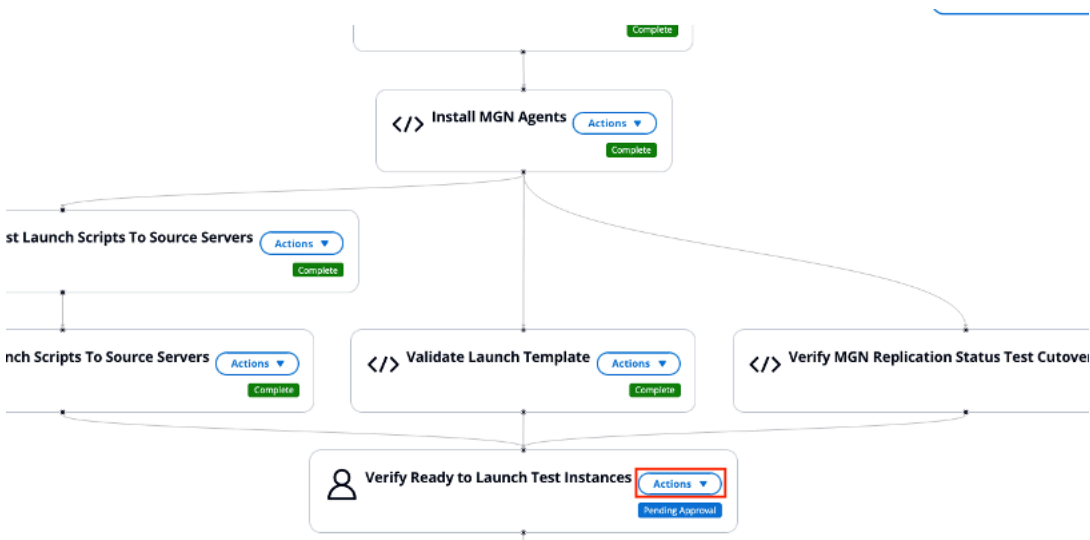 Complete
Install MGN Agents
Actions ▼
Complete
st Launch Scripts To Source Servers
Actions ▼
Complete
nch Scripts To Source Servers
Actions ▼
Complete
Validate Launch Template
Actions ▼
Complete
Verify MGN Replication Status Test Cutover
Verify Ready to Launch Test Instances
Actions ▼
Pending Approval